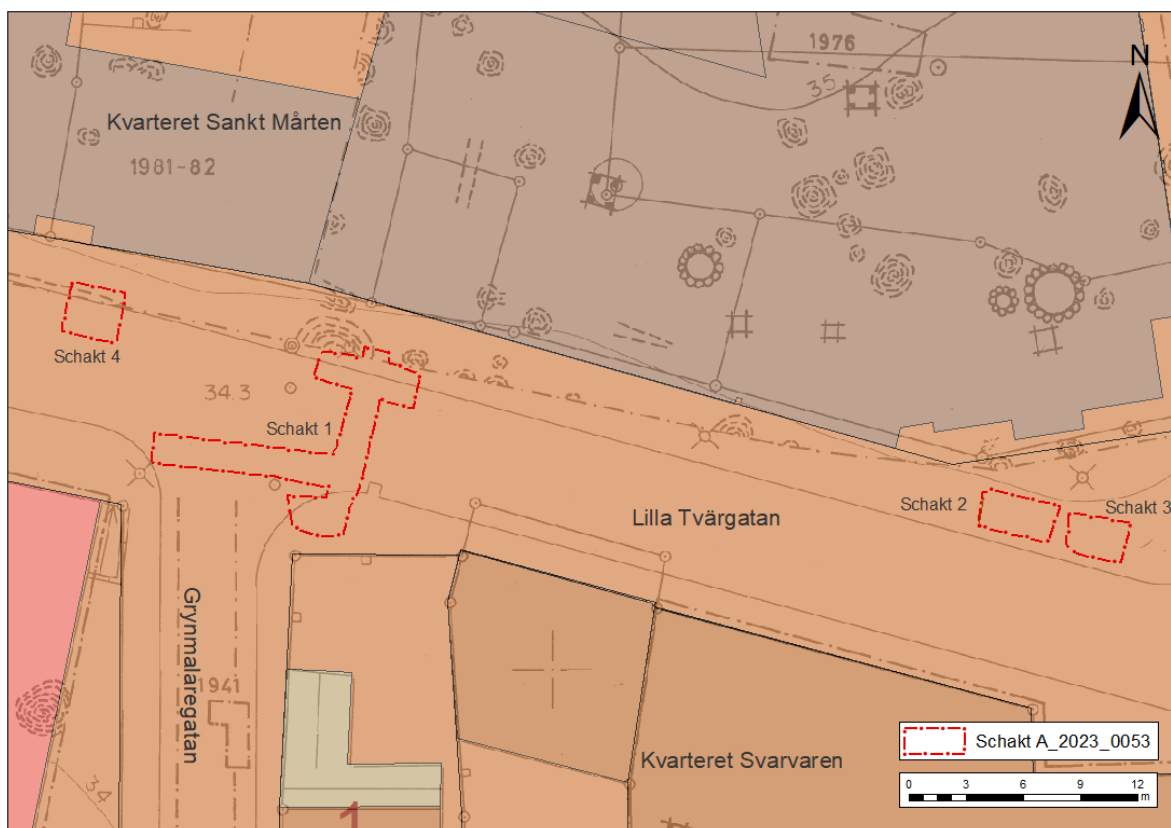 1976
N
35
Kvarteret Sankt Mårten
1981-82
Schakt 4
34.3
Schakt 1
Schakt 2
Schakt 3
Lilla Tvärgatan
Grynmalaregatan
1941
34
1
Kvarteret Svarvaren
Schakt A_2023_0053
0 3 6 9 12
m